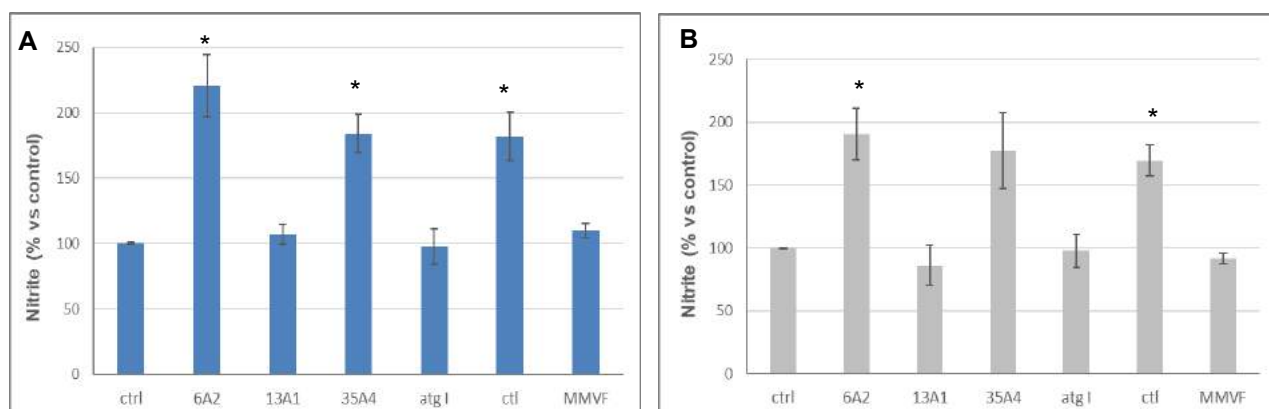 A
Nitrite (% vs control)
250
200
150
100
50
0
* * *
ctrl 6A2 13A1 35A4 atg I ctl MMVF
B
Nitrite (% vs control)
250
200
150
100
50
0
* *
ctrl 6A2 13A1 35A4 atg I ctl MMVF